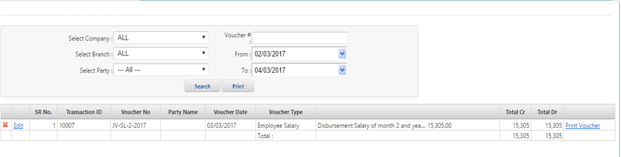 Select Company : ALL Voucher # :
Select Branch : ALL From : 02/03/2017
Select Party : --- All --- To : 04/03/2017
Search Print
SR No. Transaction ID Voucher No Party Name Voucher Date Voucher Type Total Cr Total Dr
Edit 1 10007 JV-SL-2-2017 03/03/2017 Employee Salary Disbursement Salary of month 2 and yea... 15,305.00 15,305 15,305 Print Voucher
Total : 15,305 15,305